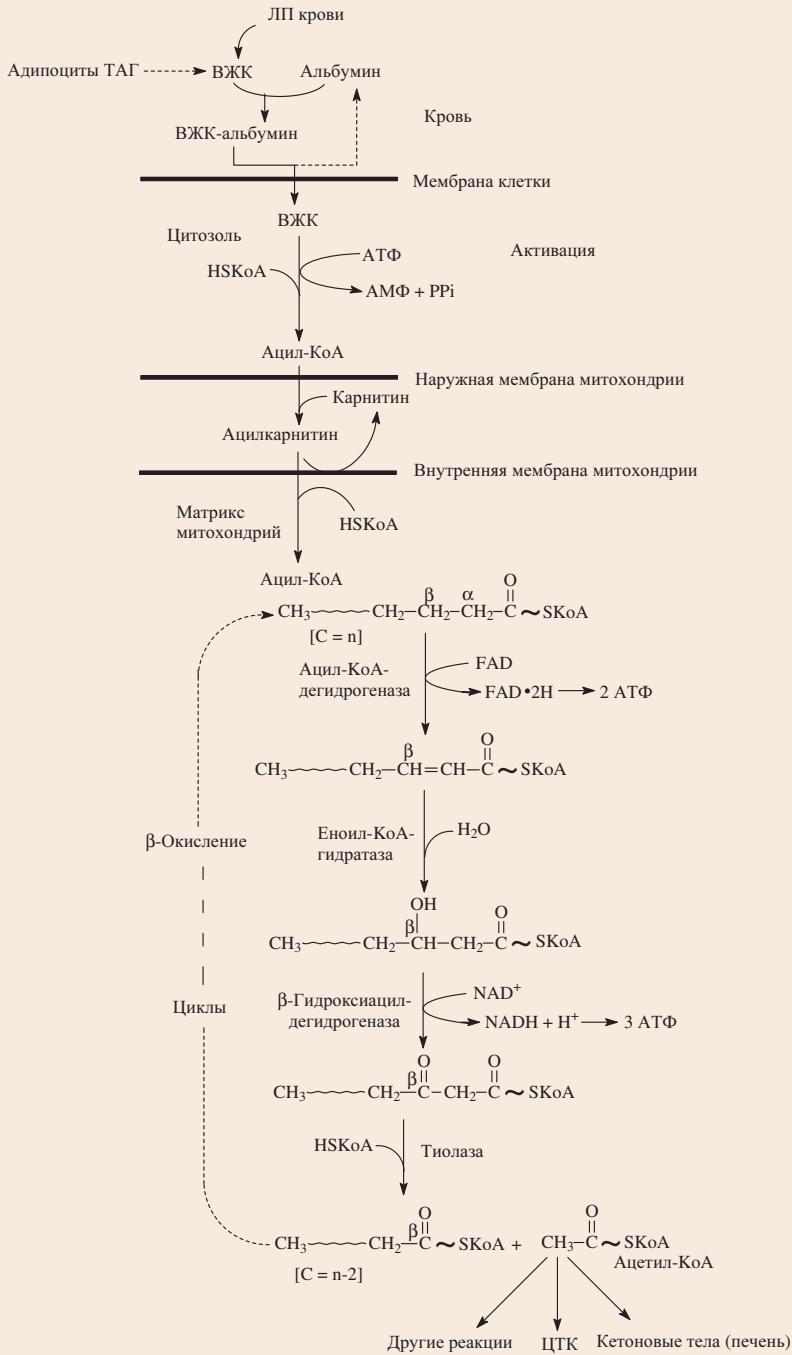 ЛП крови
Адипоциты ТАГ
ВЖК
Альбумин
Кровь
ВЖК-альбумин
Мембрана клетки
ВЖК
Цитозоль
Активация
АТФ
HSKoA
АМФ + PPi
Ацил-КоА
Наружная мембрана митохондрии
Карнитин
Ацилкарнитин
Внутренняя мембрана митохондрии
Матрикс
митохондрий
HSKoA
Ацил-КоА
O
β α
CH₃ CH₂–CH₂–CH₂–C~SKoA
[C = n]
Ацил-КоА-
дегидрогеназа
FAD
FAD•2H 2 АТФ
O
β
CH₃ CH₂–CH=CH–C~SKoA
β-Окисление
Еноил-КоА-
гидратаза
H₂O
OH
O
β
CH₃ CH₂–CH–CH₂–C~SKoA
Циклы
β-Гидроксиацил-
дегидрогеназа
NAD⁺
NADH + H⁺ 3 АТФ
O O
β
CH₃ CH₂–C–CH₂–C~SKoA
HSKoA
Тиолаза
O O
β
CH₃ CH₂–C~SKoA + CH₃–C~SKoA
Ацетил-КоА
[C = n-2]
Другие реакции ЦТК Кетоновые тела (печень)